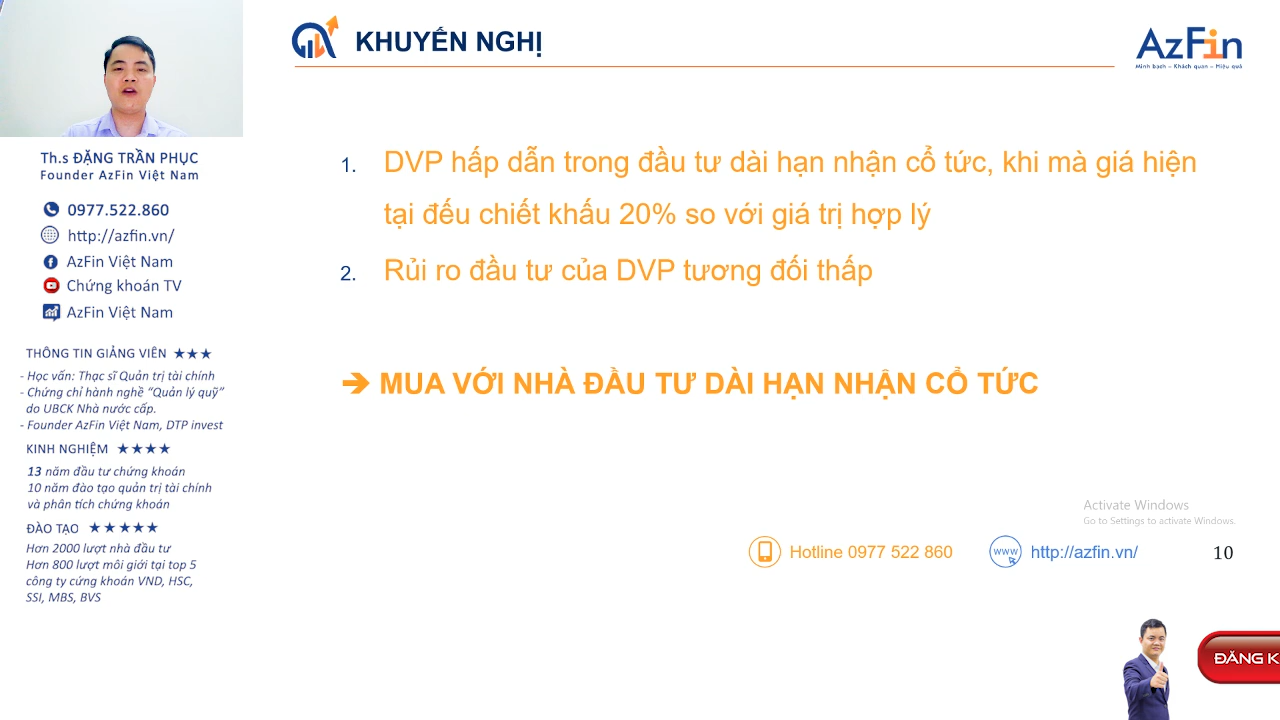 KHUYẾN NGHỊ
AzFin
Minh bạch – Khách quan – Hiệu quả
Th.s ĐẶNG TRẦN PHỤC
Founder AzFin Việt Nam
0977.522.860
http://azfin.vn/
AzFin Việt Nam
Chứng khoán TV
AzFin Việt Nam
THÔNG TIN GIẢNG VIÊN ★★★
- Học vấn: Thạc sĩ Quản trị tài chính
- Chứng chỉ hành nghề “Quản lý quỹ”
do UBCK Nhà nước cấp.
- Founder AzFin Việt Nam, DTP invest
KINH NGHIỆM ★★★★
13 năm đầu tư chứng khoán
10 năm đào tạo quản trị tài chính
và phân tích chứng khoán
ĐÀO TẠO ★★★★★
Hơn 2000 lượt nhà đầu tư
Hơn 800 lượt môi giới tại top 5
công ty cứng khoán VND, HSC,
SSI, MBS, BVS
1. DVP hấp dẫn trong đầu tư dài hạn nhận cổ tức, khi mà giá hiện
tại đếu chiết khấu 20% so với giá trị hợp lý
2. Rủi ro đầu tư của DVP tương đối thấp
➔ MUA VỚI NHÀ ĐẦU TƯ DÀI HẠN NHẬN CỔ TỨC
Activate Windows
Go to Settings to activate Windows.
Hotline 0977 522 860
www
http://azfin.vn/
10
ĐĂNG K